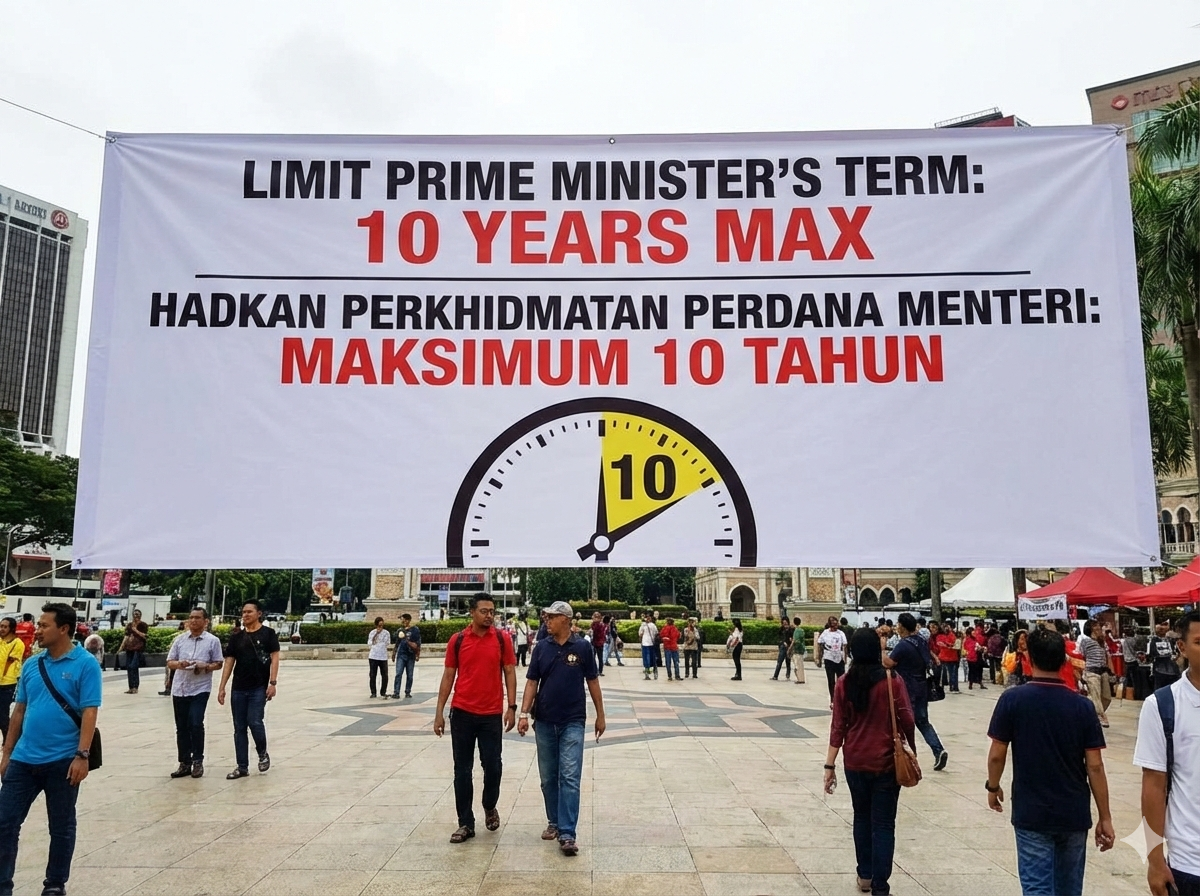 LIMIT PRIME MINISTER'S TERM:
10 YEARS MAX
HADKAN PERKHIDMATAN PERDANA MENTERI:
MAKSIMUM 10 TAHUN
10